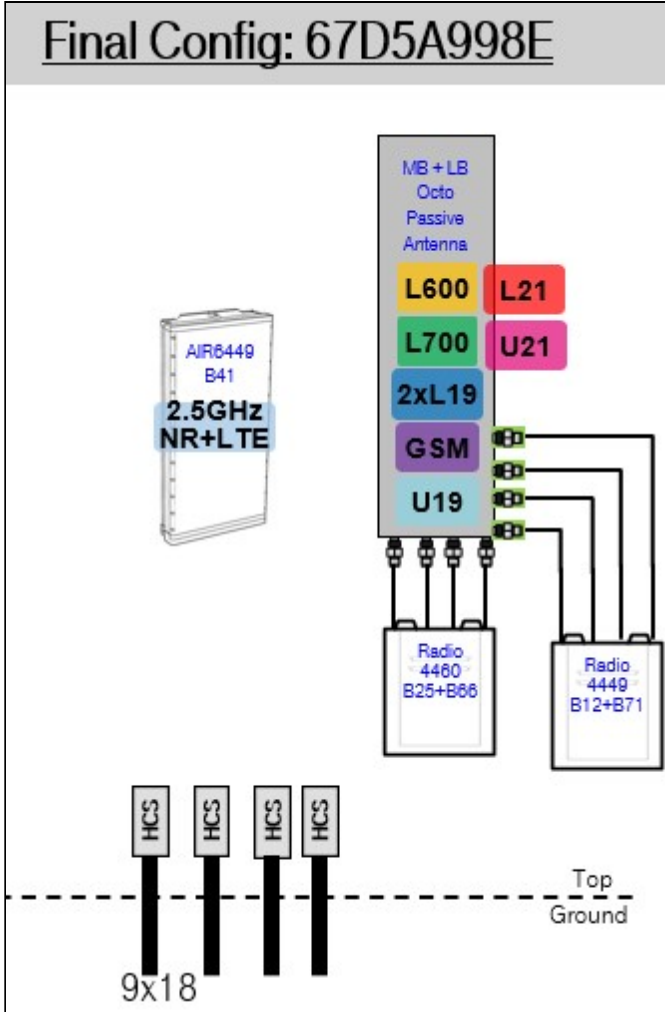 Final Config: 67D5A998E
MB + LB
Octo
Passive
Antenna
L600
L21
L700
U21
2xL19
GSM
U19
AIR6449
B41
2.5GHz
NR+LTE
Radio
4460
B25+B66
Radio
4449
B12+B71
HCS
HCS
HCS
HCS
Top
Ground
9x18